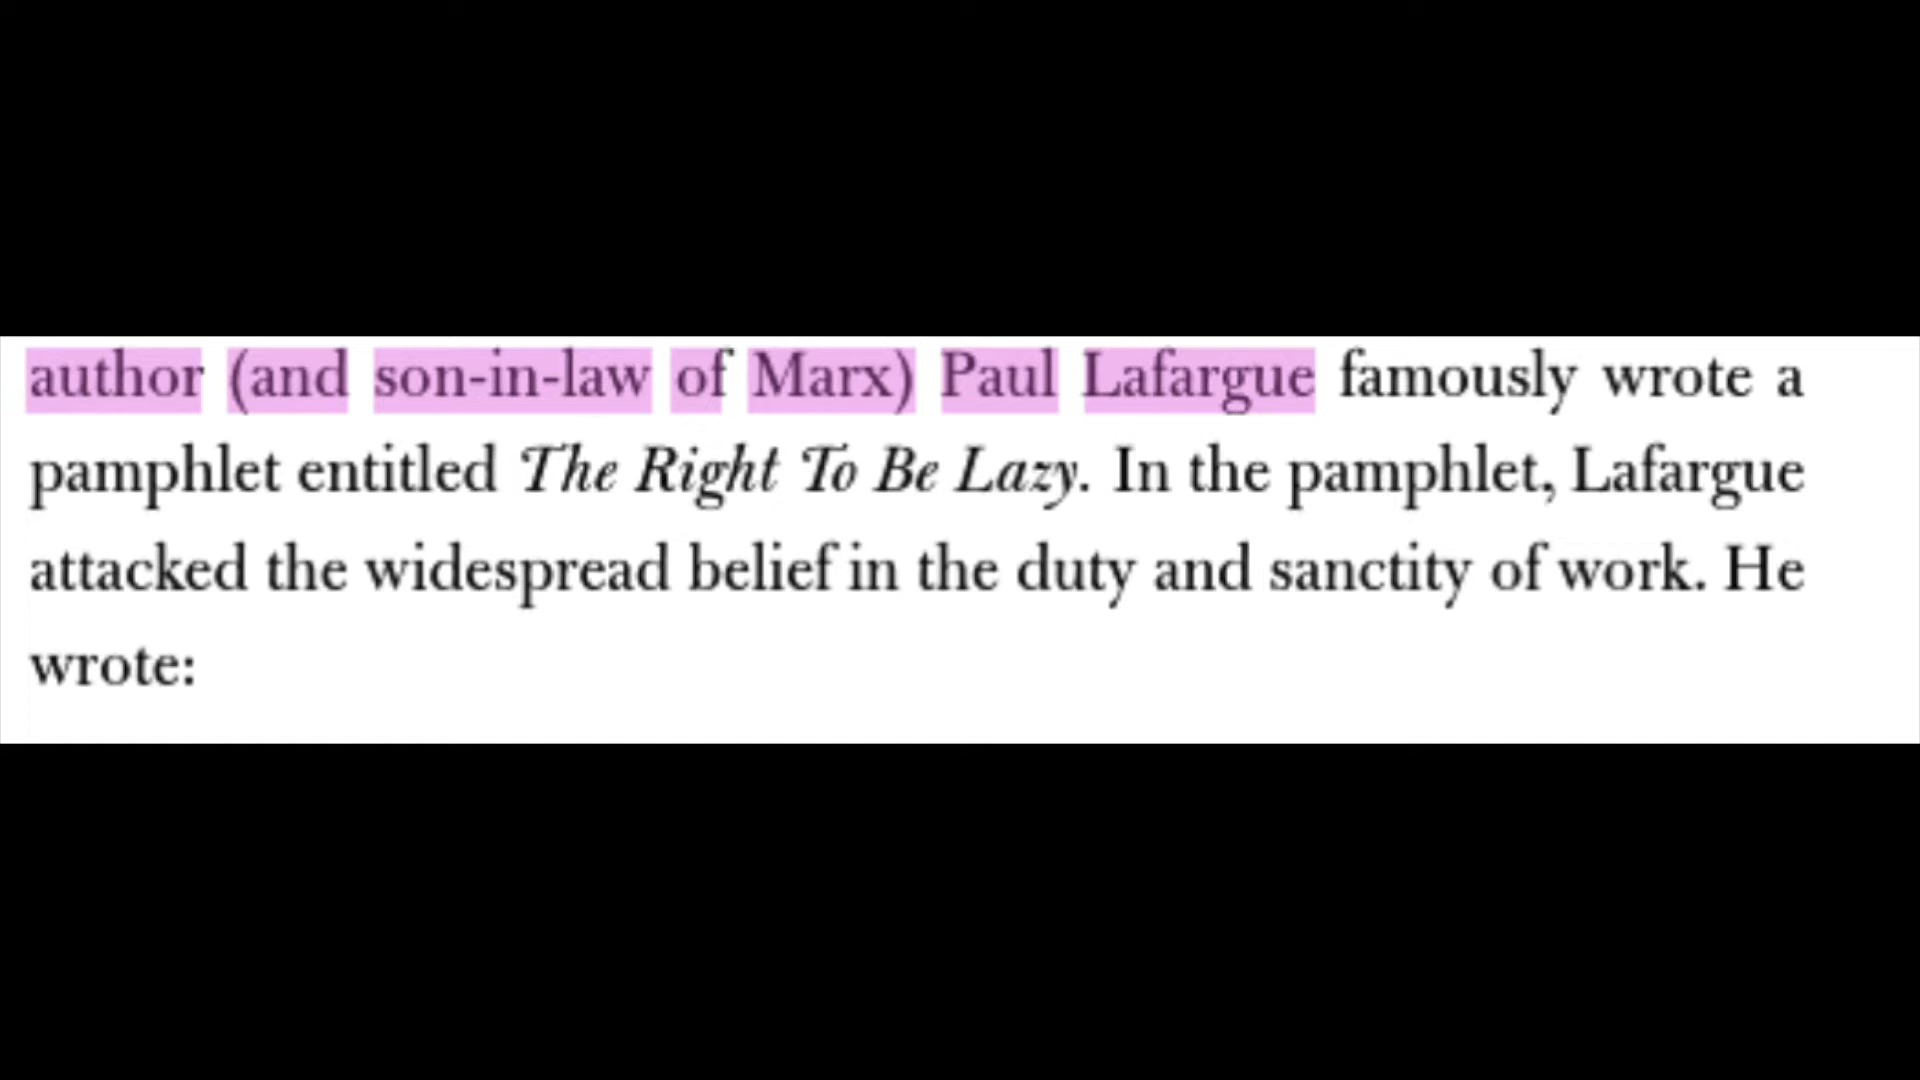 author (and son-in-law of Marx) Paul Lafargue famously wrote a
pamphlet entitled The Right To Be Lazy. In the pamphlet, Lafargue
attacked the widespread belief in the duty and sanctity of work. He
wrote: